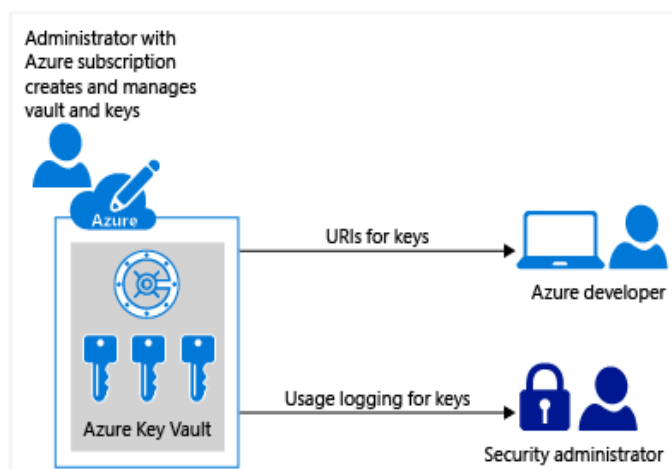 Administrator with
Azure subscription
creates and manages
vault and keys
Azure
URIs for keys
Azure developer
Azure Key Vault
Usage logging for keys
Security administrator